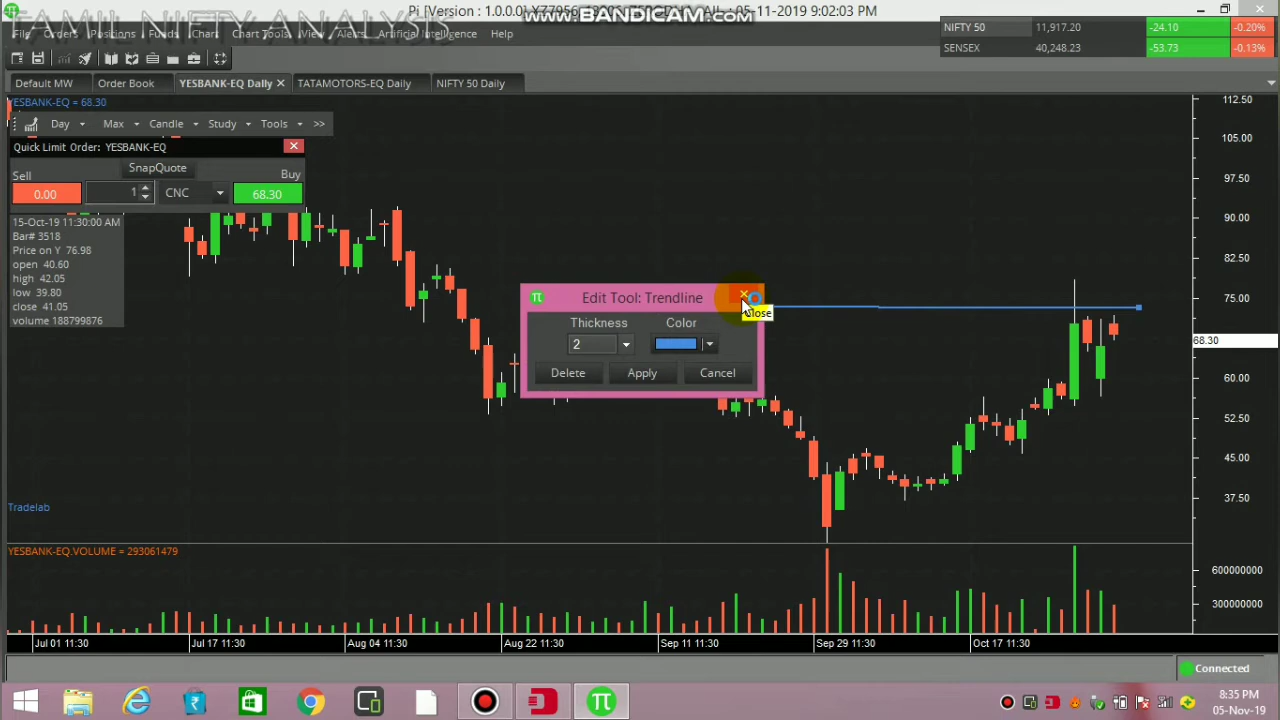 Pi [Version : 1.0.0.0]
05-11-2019 9:02:03 PM
www.BANDICAM.com
TAMIL NIFTY ANALYSIS
File Orders Positions Funds Chart Chart Tools View Alerts Artificial Intelligence Help
NIFTY 50 11,917.20 -24.10 -0.20%
SENSEX 40,248.23 -53.73 -0.13%
Default MW Order Book YESBANK-EQ Daily TATAMOTORS-EQ Daily NIFTY 50 Daily
YESBANK-EQ = 68.30
Day Max Candle Study Tools >>
Quick Limit Order: YESBANK-EQ
SnapQuote
Sell Buy
0.00 1 CNC 68.30
15-Oct-19 11:30:00 AM
Bar# 3518
Price on Y 76.98
open 40.60
high 42.05
low 39.80
close 41.05
volume 188799876
Edit Tool: Trendline
Close
Thickness Color
2
Delete Apply Cancel
112.50
105.00
97.50
90.00
82.50
75.00
68.30
60.00
52.50
45.00
37.50
Tradelab
YESBANK-EQ.VOLUME = 293061479
600000000
300000000
Jul 01 11:30 Jul 17 11:30 Aug 04 11:30 Aug 22 11:30 Sep 11 11:30 Sep 29 11:30 Oct 17 11:30
Connected
8:35 PM
05-Nov-19